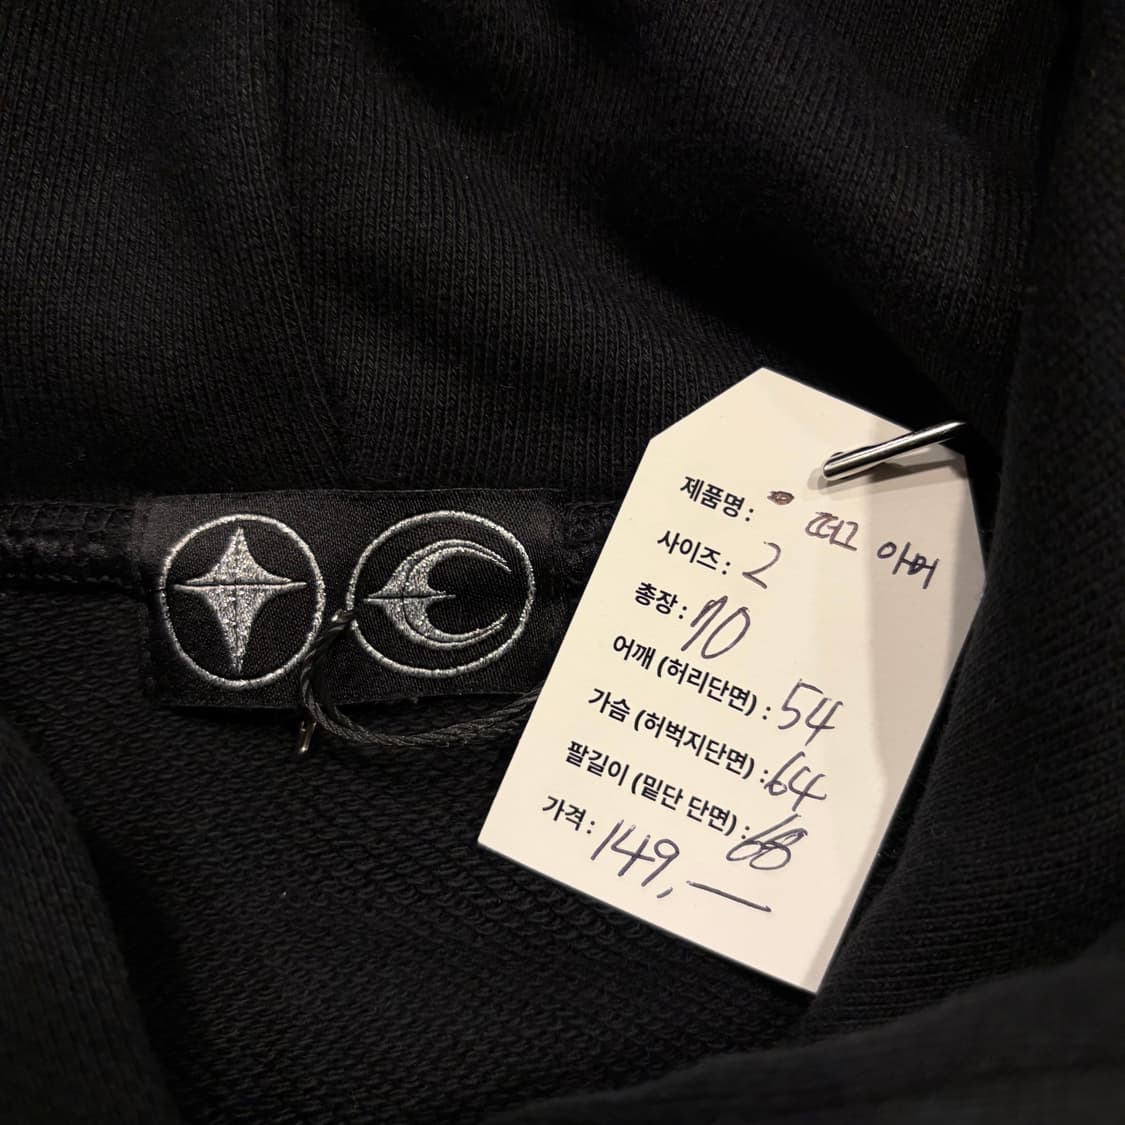 제품명 : 떠그 아머
사이즈 : 2
총장 : 70
어깨 (허리단면) : 54
가슴 (허벅지단면) : 64
팔길이 (밑단 단면) : 68
가격 : 149,—